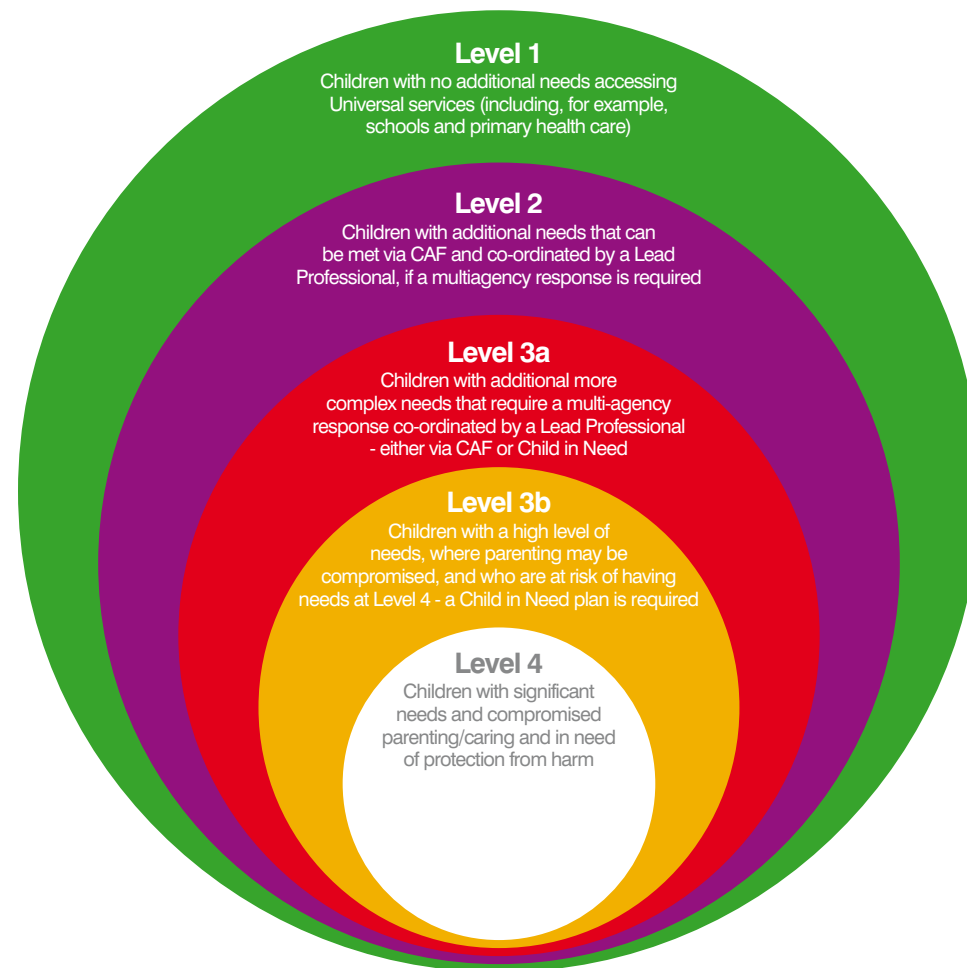 Level 1
Children with no additional needs accessing
Universal services (including, for example,
schools and primary health care)
Level 2
Children with additional needs that can
be met via CAF and co-ordinated by a Lead
Professional, if a multiagency response is required
Level 3a
Children with additional more
complex needs that require a multi-agency
response co-ordinated by a Lead Professional
- either via CAF or Child in Need
Level 3b
Children with a high level of
needs, where parenting may be
compromised, and who are at risk of having
needs at Level 4 - a Child in Need plan is required
Level 4
Children with significant
needs and compromised
parenting/caring and in need
of protection from harm